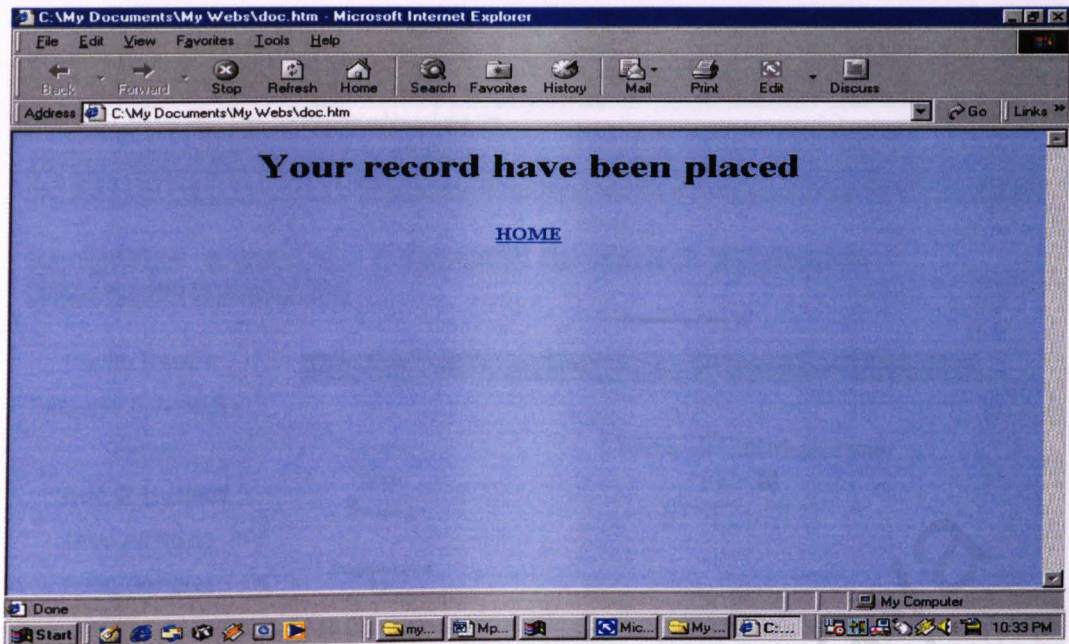 C:\My Documents\My Webs\doc.htm - Microsoft Internet Explorer
File Edit View Favorites Tools Help
Back Forward Stop Refresh Home Search Favorites History Mail Print Edit Discuss
Address C:\My Documents\My Webs\doc.htm Go Links »
Your record have been placed
HOME
Done My Computer
Start my... Mp... Mic... My ... C:... 10:33 PM